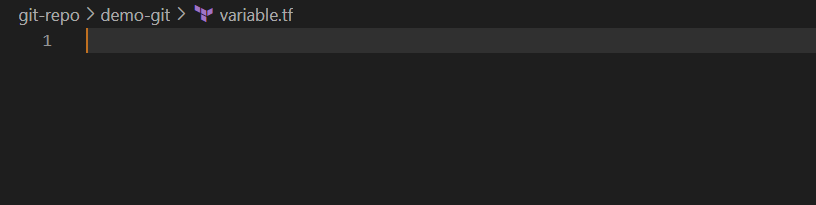 git-repo > demo-git > variable.tf
1